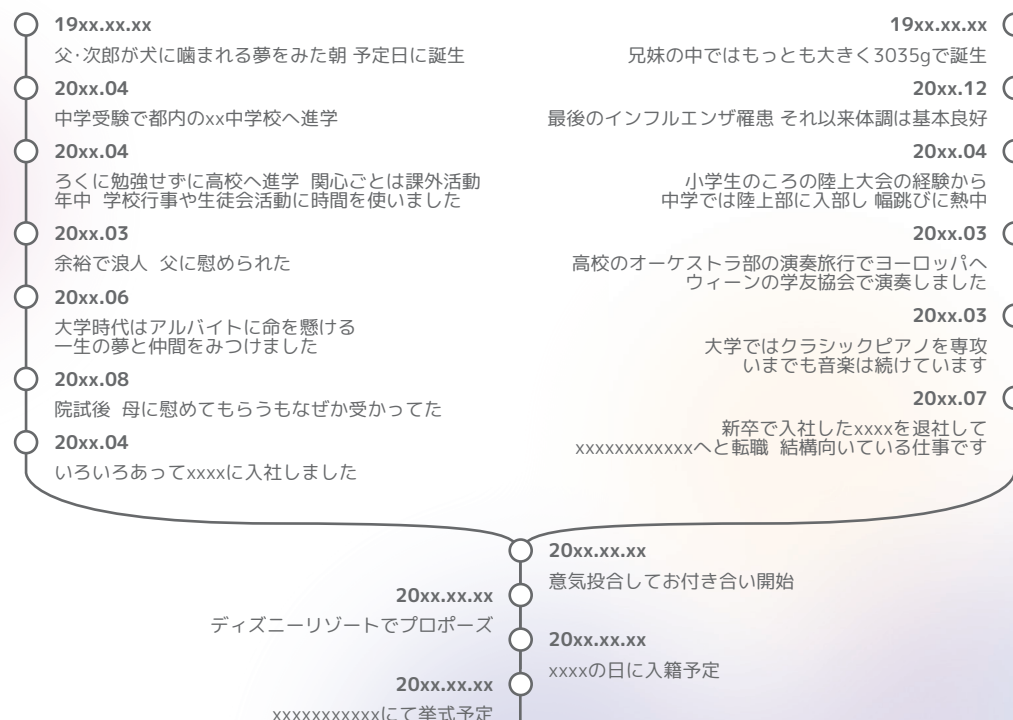 19xx.xx.xx
父·次郎が犬に噛まれる夢をみた朝 予定日に誕生
20xx.04
中学受験で都内のxx中学校へ進学
20xx.04
ろくに勉強せずに高校へ進学 関心ごとは課外活動
年中 学校行事や生徒会活動に時間を使いました
20xx.03
余裕で浪人 父に慰められた
20xx.06
大学時代はアルバイトに命を懸ける
一生の夢と仲間をみつけました
20xx.08
院試後 母に慰めてもらうもなぜか受かってた
20xx.04
いろいろあってxxxxに入社しました
19xx.xx.xx
兄妹の中ではもっとも大きく3035gで誕生
20xx.12
最後のインフルエンザ罹患 それ以来体調は基本良好
20xx.04
小学生のころの陸上大会の経験から
中学では陸上部に入部し 幅跳びに熱中
20xx.03
高校のオーケストラ部の演奏旅行でヨーロッパへ
ウィーンの学友協会で演奏しました
20xx.03
大学ではクラシックピアノを専攻
いまでも音楽は続けています
20xx.07
新卒で入社したxxxxを退社して
xxxxxxxxxxxxへと転職 結構向いている仕事です
20xx.xx.xx
意気投合してお付き合い開始
20xx.xx.xx
ディズニーリゾートでプロポーズ
20xx.xx.xx
xxxxの日に入籍予定
20xx.xx.xx
xxxxxxxxxxxにて挙式予定